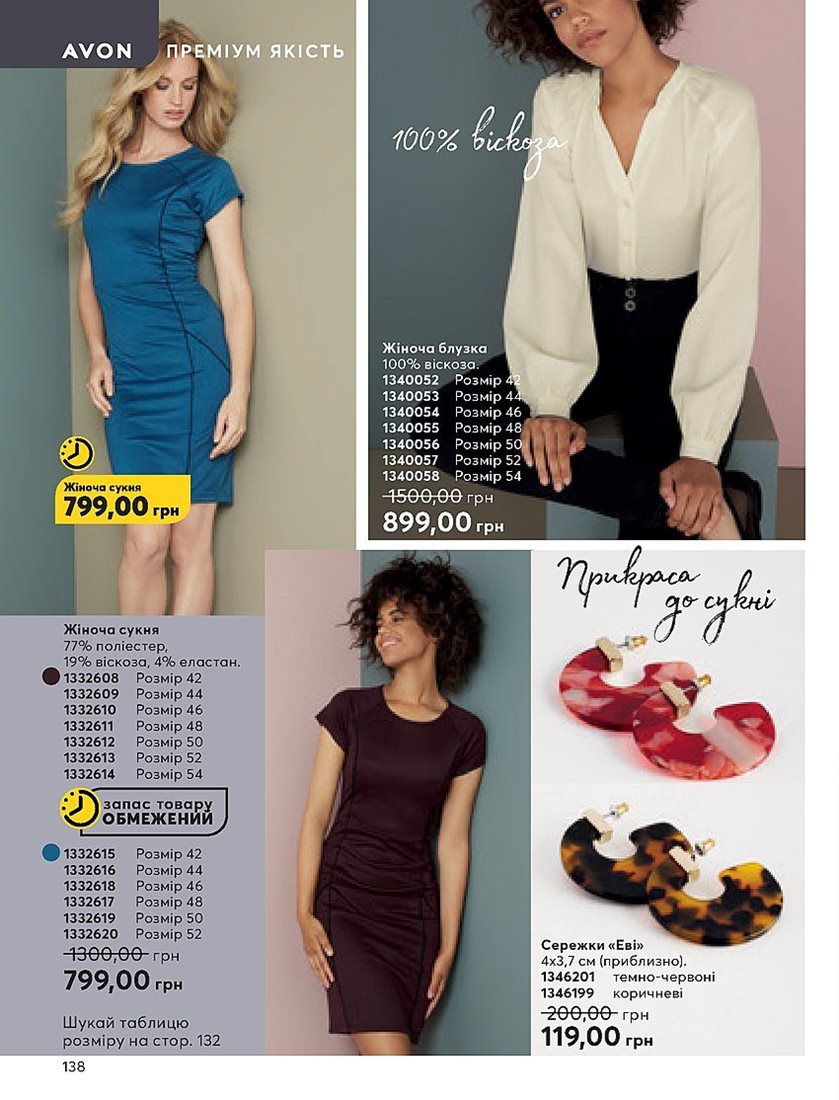 AVON ПРЕМІУМ ЯКІСТЬ
100% віскоза
Жіноча блузка
100% віскоза.
1340052 Розмір 42
1340053 Розмір 44
1340054 Розмір 46
1340055 Розмір 48
1340056 Розмір 50
1340057 Розмір 52
1340058 Розмір 54
1500,00 грн
899,00 грн
Жіноча сукня
799,00 грн
Жіноча сукня
77% поліестер,
19% віскоза, 4% еластан.
1332608 Розмір 42
1332609 Розмір 44
1332610 Розмір 46
1332611 Розмір 48
1332612 Розмір 50
1332613 Розмір 52
1332614 Розмір 54
запас товару
ОБМЕЖЕНИЙ
1332615 Розмір 42
1332616 Розмір 44
1332618 Розмір 46
1332617 Розмір 48
1332619 Розмір 50
1332620 Розмір 52
1300,00 грн
799,00 грн
Шукай таблицю
розміру на стор. 132
Прикраса
до сукні
Сережки «Еві»
4х3,7 см (приблизно).
1346201 темно-червоні
1346199 коричневі
200,00 грн
119,00 грн
138